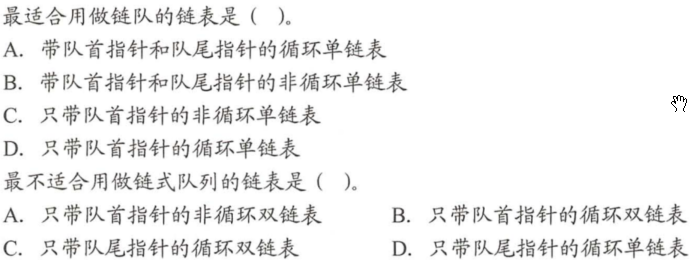 最适合用做链队的链表是（ ）。
A. 带队首指针和队尾指针的循环单链表
B. 带队首指针和队尾指针的非循环单链表
C. 只带队首指针的非循环单链表
D. 只带队首指针的循环单链表
最不适合用做链式队列的链表是（ ）。
A. 只带队首指针的非循环双链表 B. 只带队首指针的循环双链表
C. 只带队尾指针的循环双链表 D. 只带队尾指针的循环单链表